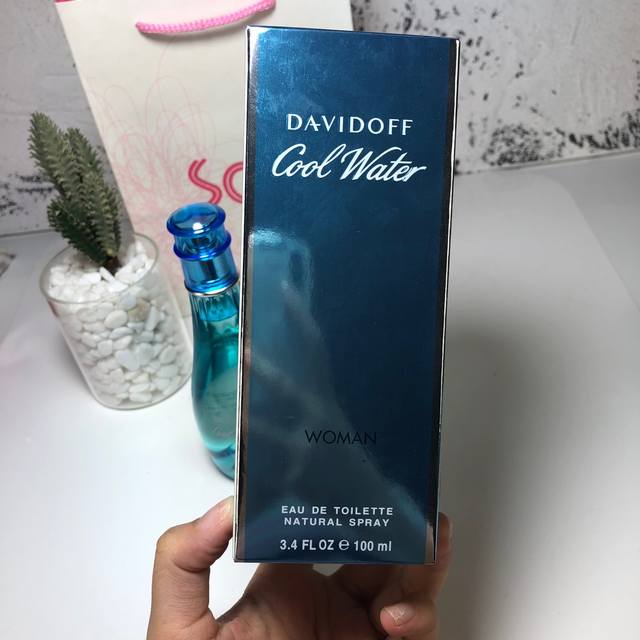 DAVIDOFF
Cool Water
WOMAN
EAU DE TOILETTE
NATURAL SPRAY
3.4 FL OZ ℮ 100 ml